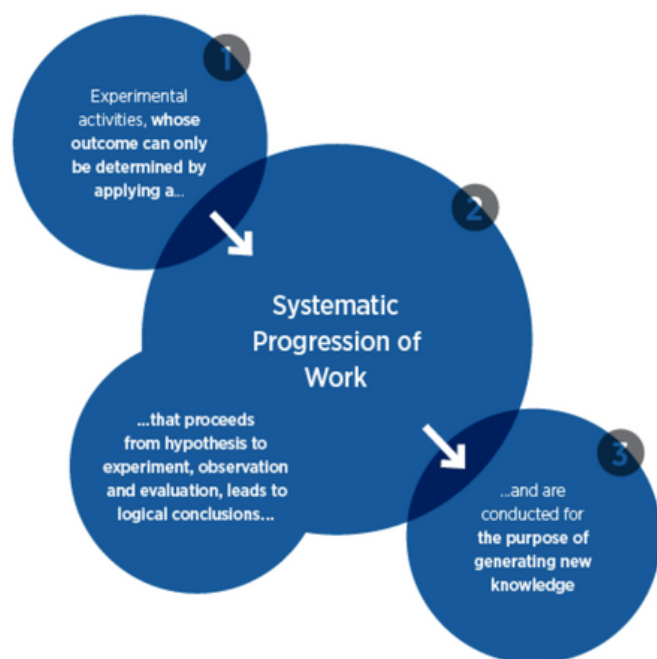 1
Experimental
activities, whose
outcome can only
be determined by
applying a...
2
Systematic
Progression of
Work
...that proceeds
from hypothesis to
experiment, observation
and evaluation, leads to
logical conclusions...
3
...and are
conducted for
the purpose of
generating new
knowledge